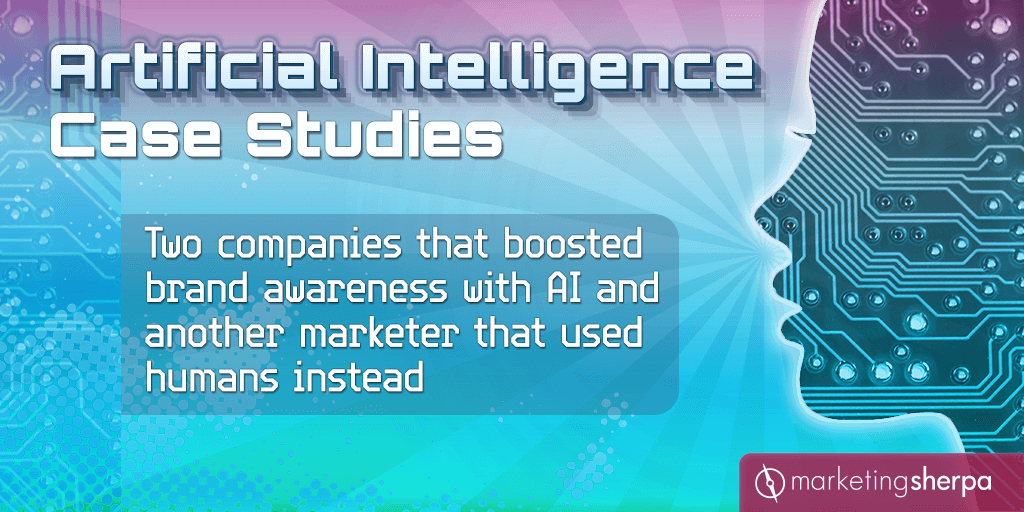 Artificial Intelligence
Case Studies
Two companies that boosted
brand awareness with AI and
another marketer that used
humans instead
marketingsherpa